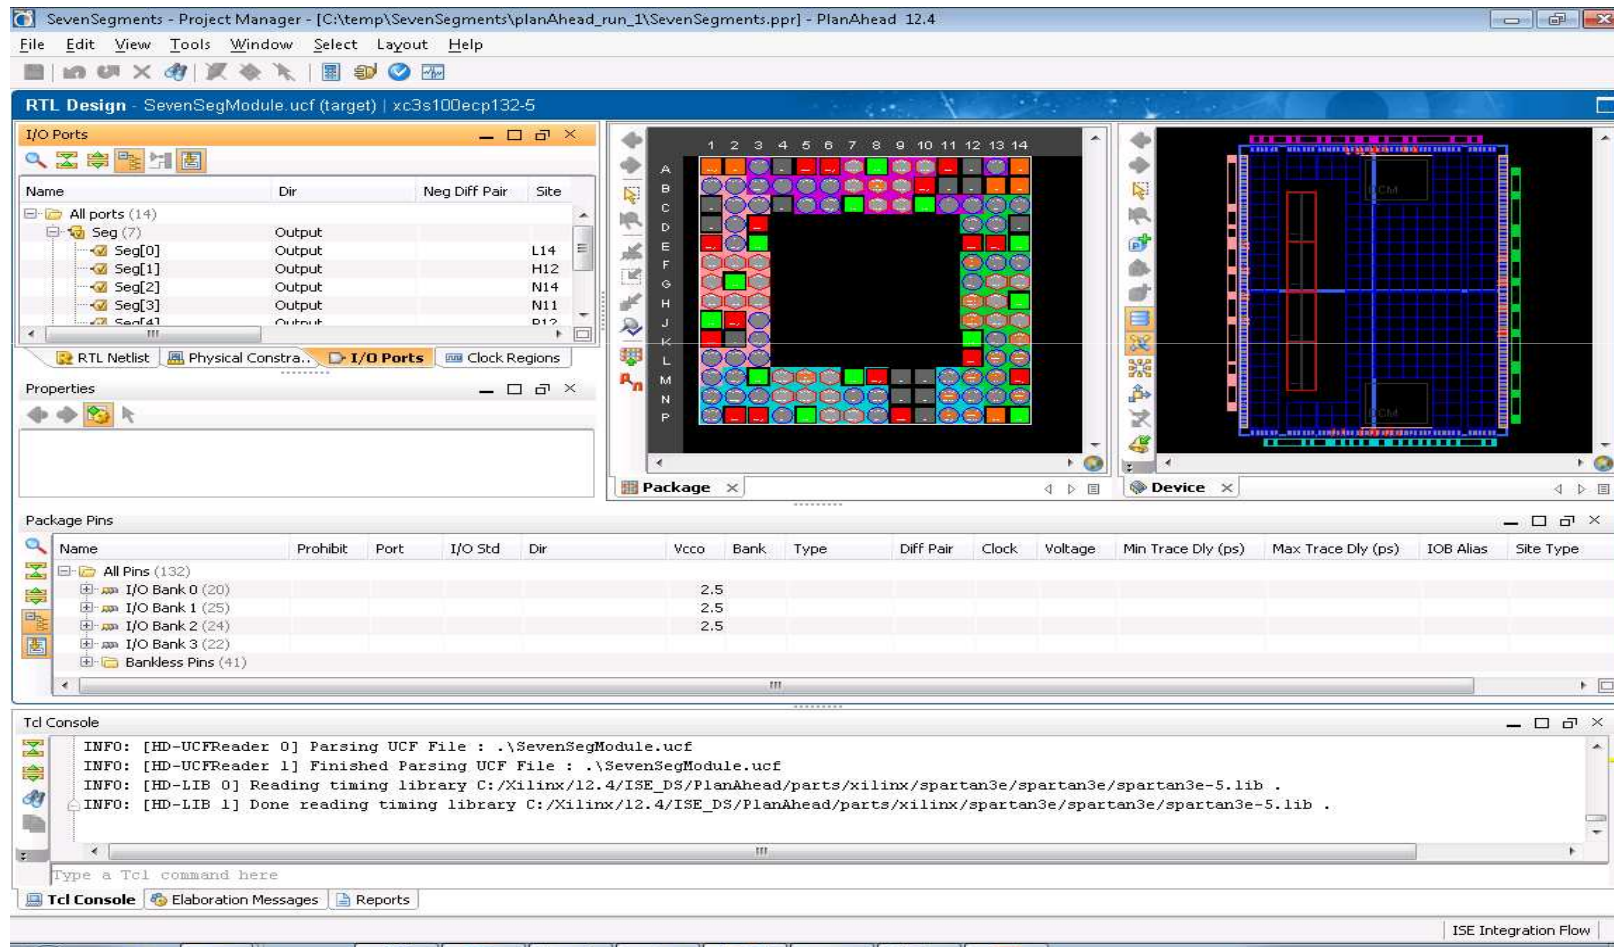 SevenSegments - Project Manager - [C:\temp\SevenSegments\planAhead_run_1\SevenSegments.ppr] - PlanAhead 12.4
File Edit View Tools Window Select Layout Help
RTL Design - SevenSegModule.ucf (target) | xc3s100ecp132-5
I/O Ports
Name Dir Neg Diff Pair Site
All ports (14)
Seg (7) Output
Seg[0] Output L14
Seg[1] Output H12
Seg[2] Output N14
Seg[3] Output N11
Seg[4] Output P12
RTL Netlist Physical Constra... I/O Ports Clock Regions
Properties
1 2 3 4 5 6 7 8 9 10 11 12 13 14
A
B
C
D
E
F
G
H
J
K
L
M
N
P
Package
DCM
DCM
Device
Package Pins
Name Prohibit Port I/O Std Dir Vcco Bank Type Diff Pair Clock Voltage Min Trace Dly (ps) Max Trace Dly (ps) IOB Alias Site Type
All Pins (132)
I/O Bank 0 (20) 2.5
I/O Bank 1 (25) 2.5
I/O Bank 2 (24) 2.5
I/O Bank 3 (22)
Bankless Pins (41)
Tcl Console
INFO: [HD-UCFReader 0] Parsing UCF File : .\SevenSegModule.ucf
INFO: [HD-UCFReader 1] Finished Parsing UCF File : .\SevenSegModule.ucf
INFO: [HD-LIB 0] Reading timing library C:/Xilinx/12.4/ISE_DS/PlanAhead/parts/xilinx/spartan3e/spartan3e/spartan3e-5.lib .
INFO: [HD-LIB 1] Done reading timing library C:/Xilinx/12.4/ISE_DS/PlanAhead/parts/xilinx/spartan3e/spartan3e/spartan3e-5.lib .
Type a Tcl command here
Tcl Console Elaboration Messages Reports
ISE Integration Flow